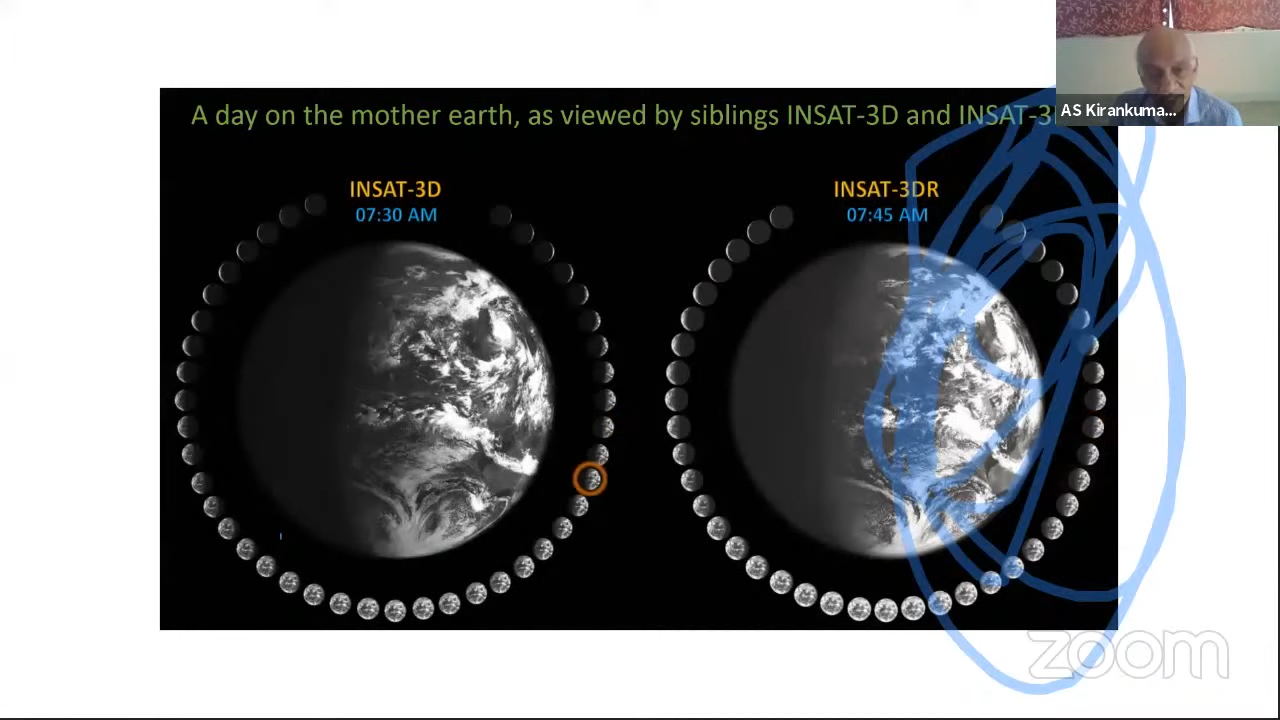 A day on the mother earth, as viewed by siblings INSAT-3D and INSAT-3
AS Kirankuma...
INSAT-3D
07:30 AM
INSAT-3DR
07:45 AM
zoom